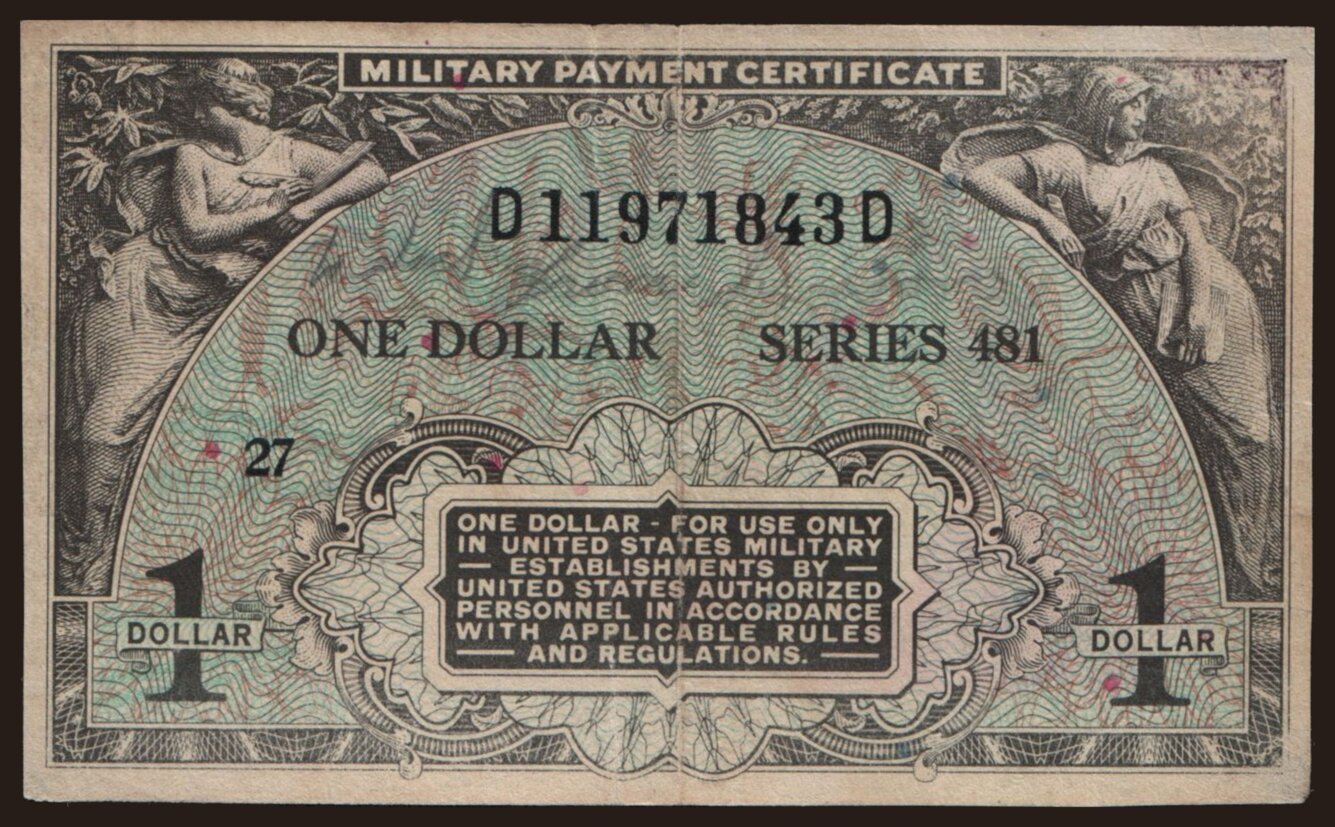 MILITARY PAYMENT CERTIFICATE
D11971843D
ONE DOLLAR SERIES 481
27
ONE DOLLAR - FOR USE ONLY
IN UNITED STATES MILITARY
— ESTABLISHMENTS BY —
UNITED STATES AUTHORIZED
PERSONNEL IN ACCORDANCE
WITH APPLICABLE RULES
— AND REGULATIONS. —
1 DOLLAR
1 DOLLAR